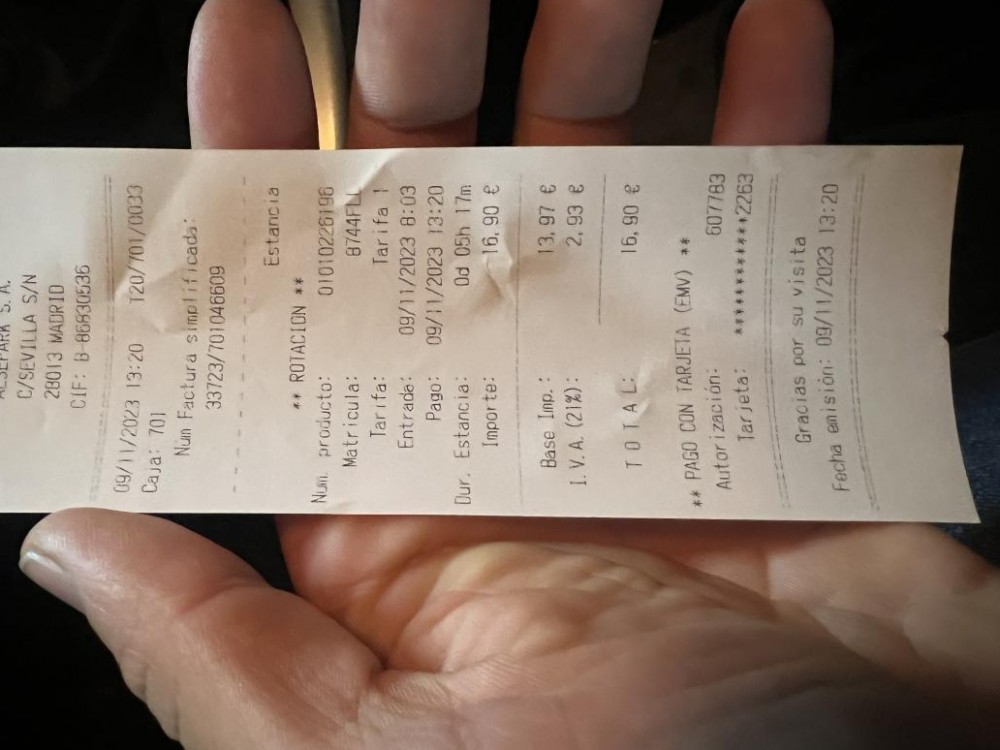 C/SEVILLA S/N
28013 MADRID
CIF: B-86830536
09/11/2023 13:20 T20/701/0033
Caja: 701
Num Factura simplificada:
33723/701046609
Estancia
** ROTACION **
Num. producto: 01010226196
Matricula: 8744FLL
Tarifa: Tarifa 1
Entrada: 09/11/2023 8:03
Pago: 09/11/2023 13:20
Dur. Estancia: 0d 05h 17m
Importe: 16,90 €
Base Imp.: 13,97 €
I.V.A.(21%): 2,93 €
T O T A L: 16,90 €
** PAGO CON TARJETA (EMV) **
Autorización: 607783
Tarjeta: ************2263
Gracias por su visita
Fecha emisión: 09/11/2023 13:20